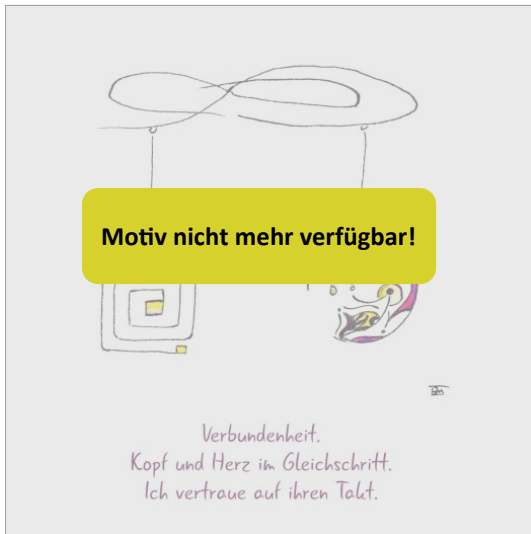 Motiv nicht mehr verfügbar!
Verbundenheit.
Kopf und Herz im Gleichschritt.
Ich vertraue auf ihren Takt.